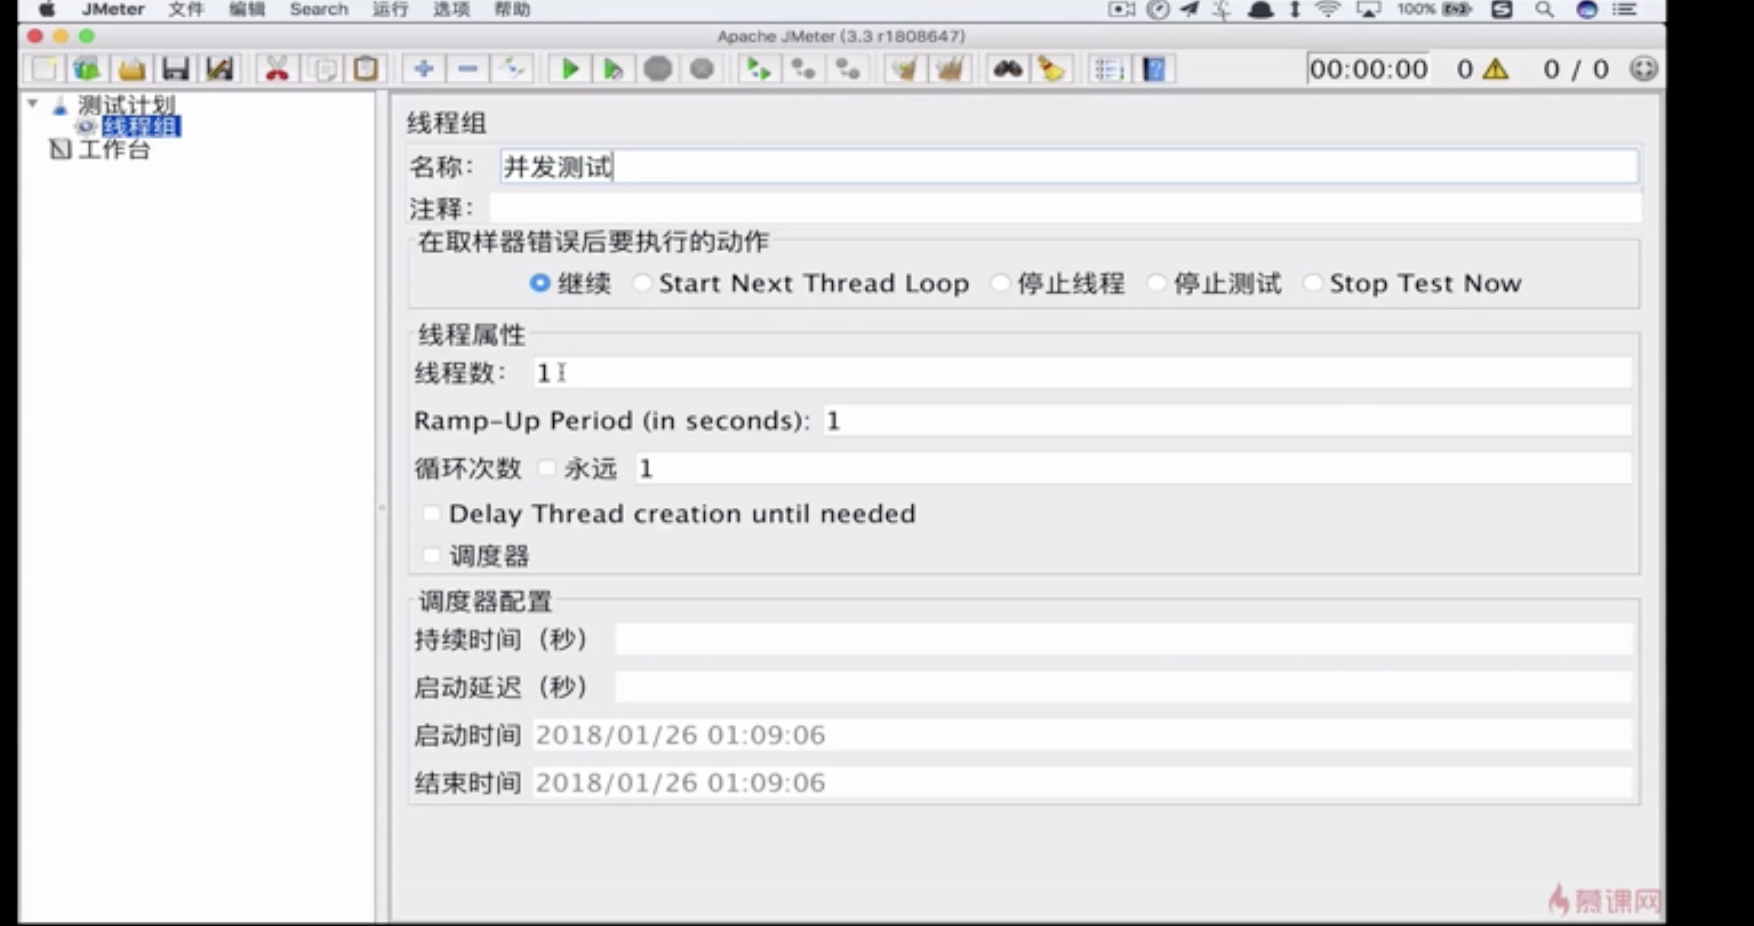 JMeter 文件 编辑 Search 运行 选项 帮助 100%
Apache JMeter (3.3 r1808647)
00:00:00 0 0 / 0
测试计划
线程组
工作台
线程组
名称: 并发测试
注释:
在取样器错误后要执行的动作
继续 Start Next Thread Loop 停止线程 停止测试 Stop Test Now
线程属性
线程数: 1
Ramp-Up Period (in seconds): 1
循环次数 永远 1
Delay Thread creation until needed
调度器
调度器配置
持续时间（秒）
启动延迟（秒）
启动时间 2018/01/26 01:09:06
结束时间 2018/01/26 01:09:06
慕课网